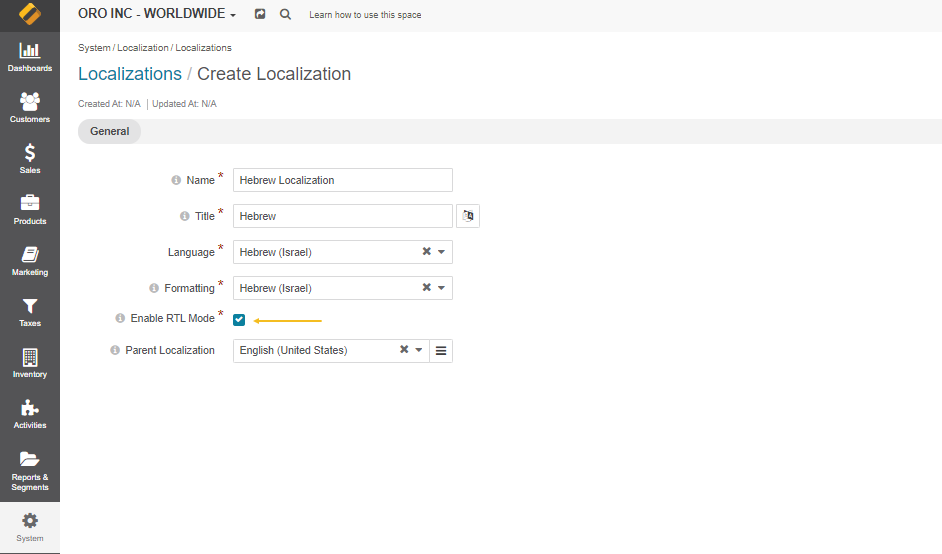 ORO INC - WORLDWIDE
Learn how to use this space
Dashboards
Customers
Sales
Products
Marketing
Taxes
Inventory
Activities
Reports &
Segments
System
System / Localization / Localizations
Localizations / Create Localization
Created At: N/A | Updated At: N/A
General
Name * Hebrew Localization
Title * Hebrew
Language * Hebrew (Israel)
Formatting * Hebrew (Israel)
Enable RTL Mode *
Parent Localization English (United States)